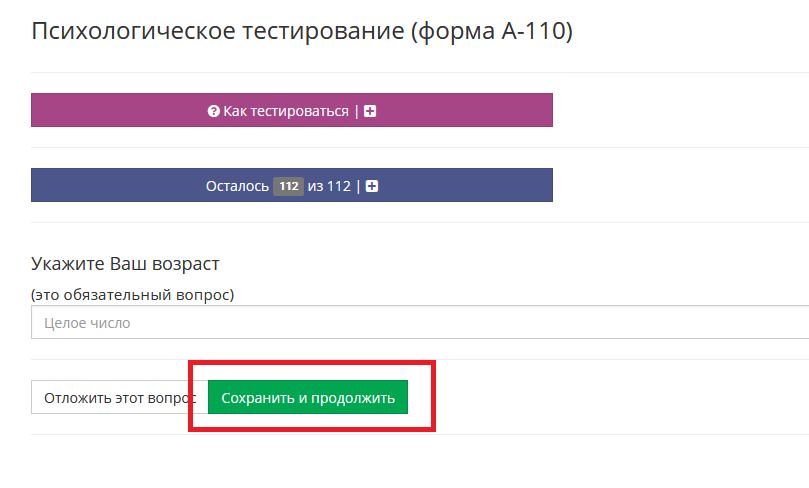 Психологическое тестирование (форма А-110)
Как тестироваться |
Осталось 112 из 112 |
Укажите Ваш возраст
(это обязательный вопрос)
Целое число
Отложить этот вопрос Сохранить и продолжить